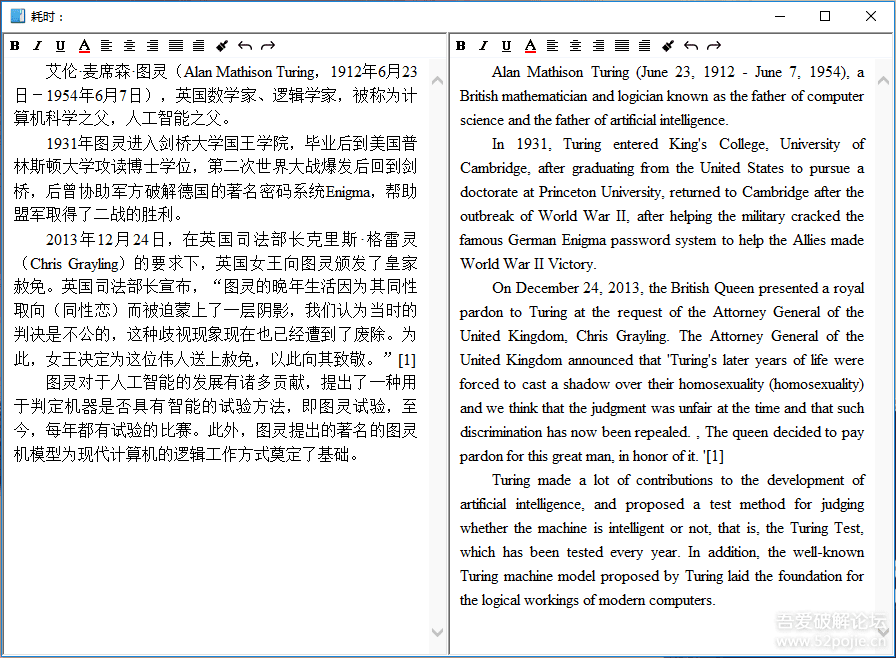 耗时：
B I U A
艾伦·麦席森·图灵（Alan Mathison Turing，1912年6月23
日－1954年6月7日），英国数学家、逻辑学家，被称为计
算机科学之父，人工智能之父。
1931年图灵进入剑桥大学国王学院，毕业后到美国普
林斯顿大学攻读博士学位，第二次世界大战爆发后回到剑
桥，后曾协助军方破解德国的著名密码系统Enigma，帮助
盟军取得了二战的胜利。
2013年12月24日，在英国司法部长克里斯·格雷灵
（Chris Grayling）的要求下，英国女王向图灵颁发了皇家
赦免。英国司法部长宣布，“图灵的晚年生活因为其同性
取向（同性恋）而被迫蒙上了一层阴影，我们认为当时的
判决是不公的，这种歧视现象现在也已经遭到了废除。为
此，女王决定为这位伟人送上赦免，以此向其致敬。”[1]
图灵对于人工智能的发展有诸多贡献，提出了一种用
于判定机器是否具有智能的试验方法，即图灵试验，至
今，每年都有试验的比赛。此外，图灵提出的著名的图灵
机模型为现代计算机的逻辑工作方式奠定了基础。
B I U A
Alan Mathison Turing (June 23, 1912 - June 7, 1954), a
British mathematician and logician known as the father of computer
science and the father of artificial intelligence.
In 1931, Turing entered King's College, University of
Cambridge, after graduating from the United States to pursue a
doctorate at Princeton University, returned to Cambridge after the
outbreak of World War II, after helping the military cracked the
famous German Enigma password system to help the Allies made
World War II Victory.
On December 24, 2013, the British Queen presented a royal
pardon to Turing at the request of the Attorney General of the
United Kingdom, Chris Grayling. The Attorney General of the
United Kingdom announced that 'Turing's later years of life were
forced to cast a shadow over their homosexuality (homosexuality)
and we think that the judgment was unfair at the time and that such
discrimination has now been repealed. , The queen decided to pay
pardon for this great man, in honor of it. '[1]
Turing made a lot of contributions to the development of
artificial intelligence, and proposed a test method for judging
whether the machine is intelligent or not, that is, the Turing Test,
which has been tested every year. In addition, the well-known
Turing machine model proposed by Turing laid the foundation for
the logical workings of modern computers.
吾爱破解论坛
www.52pojie.cn